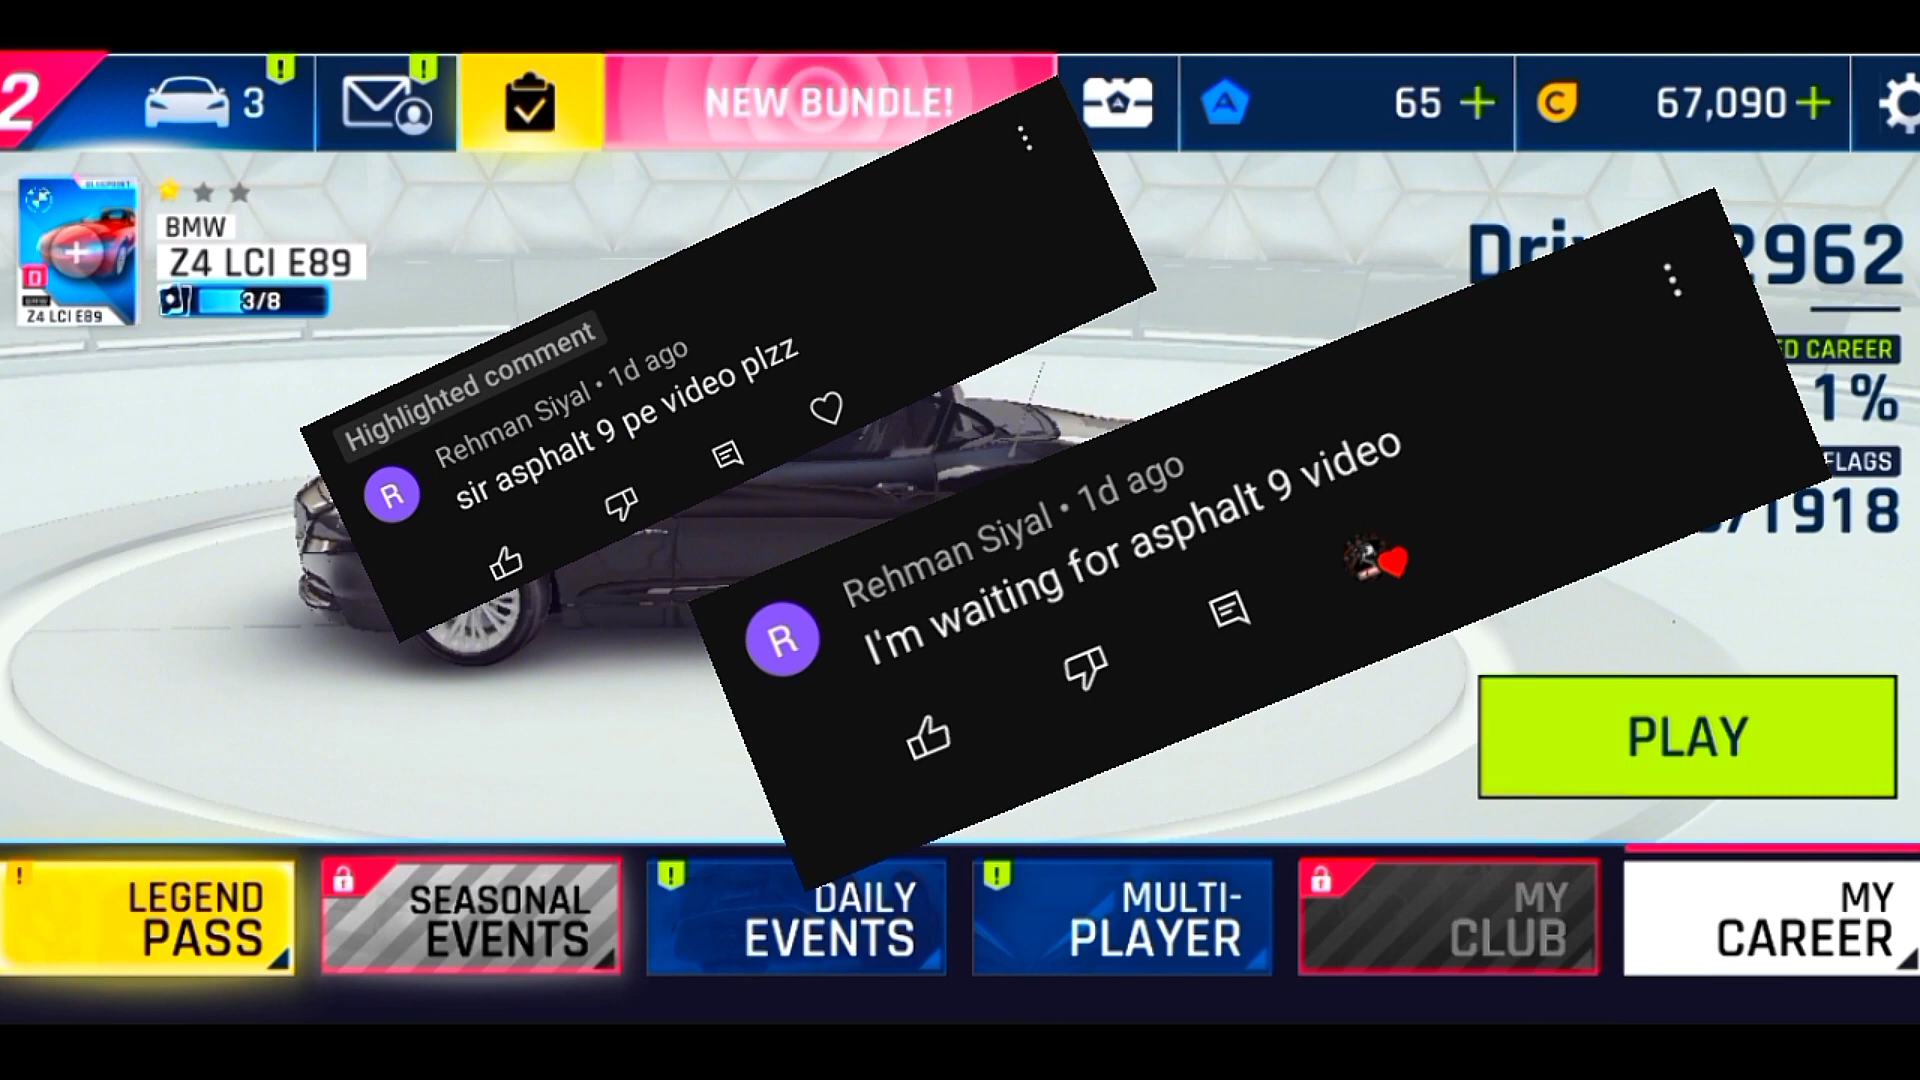 2
3
NEW BUNDLE!
65
67,090
BLUEPRINT
BMW
Z4 LCI E89
3/8
D
BMW
Z4 LCI E89
2962
CAREER
1%
FLAGS
1918
Highlighted comment
Rehman Siyal • 1d ago
R
sir asphalt 9 pe video plzz
Rehman Siyal • 1d ago
R
I'm waiting for asphalt 9 video
PLAY
LEGEND
PASS
SEASONAL
EVENTS
DAILY
EVENTS
MULTI-
PLAYER
MY
CLUB
MY
CAREER